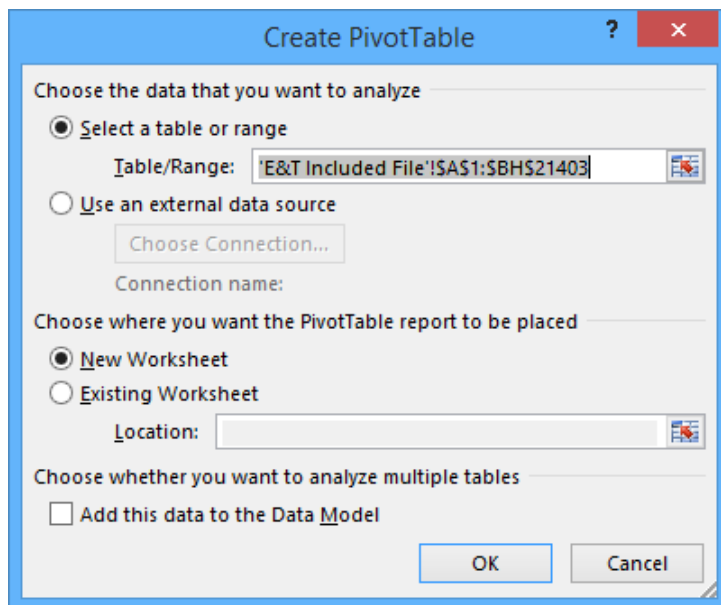 Create PivotTable
?
Choose the data that you want to analyze
Select a table or range
Table/Range: 'E&T Included File'!$A$1:$BH$21403
Use an external data source
Choose Connection...
Connection name:
Choose where you want the PivotTable report to be placed
New Worksheet
Existing Worksheet
Location:
Choose whether you want to analyze multiple tables
Add this data to the Data Model
OK Cancel